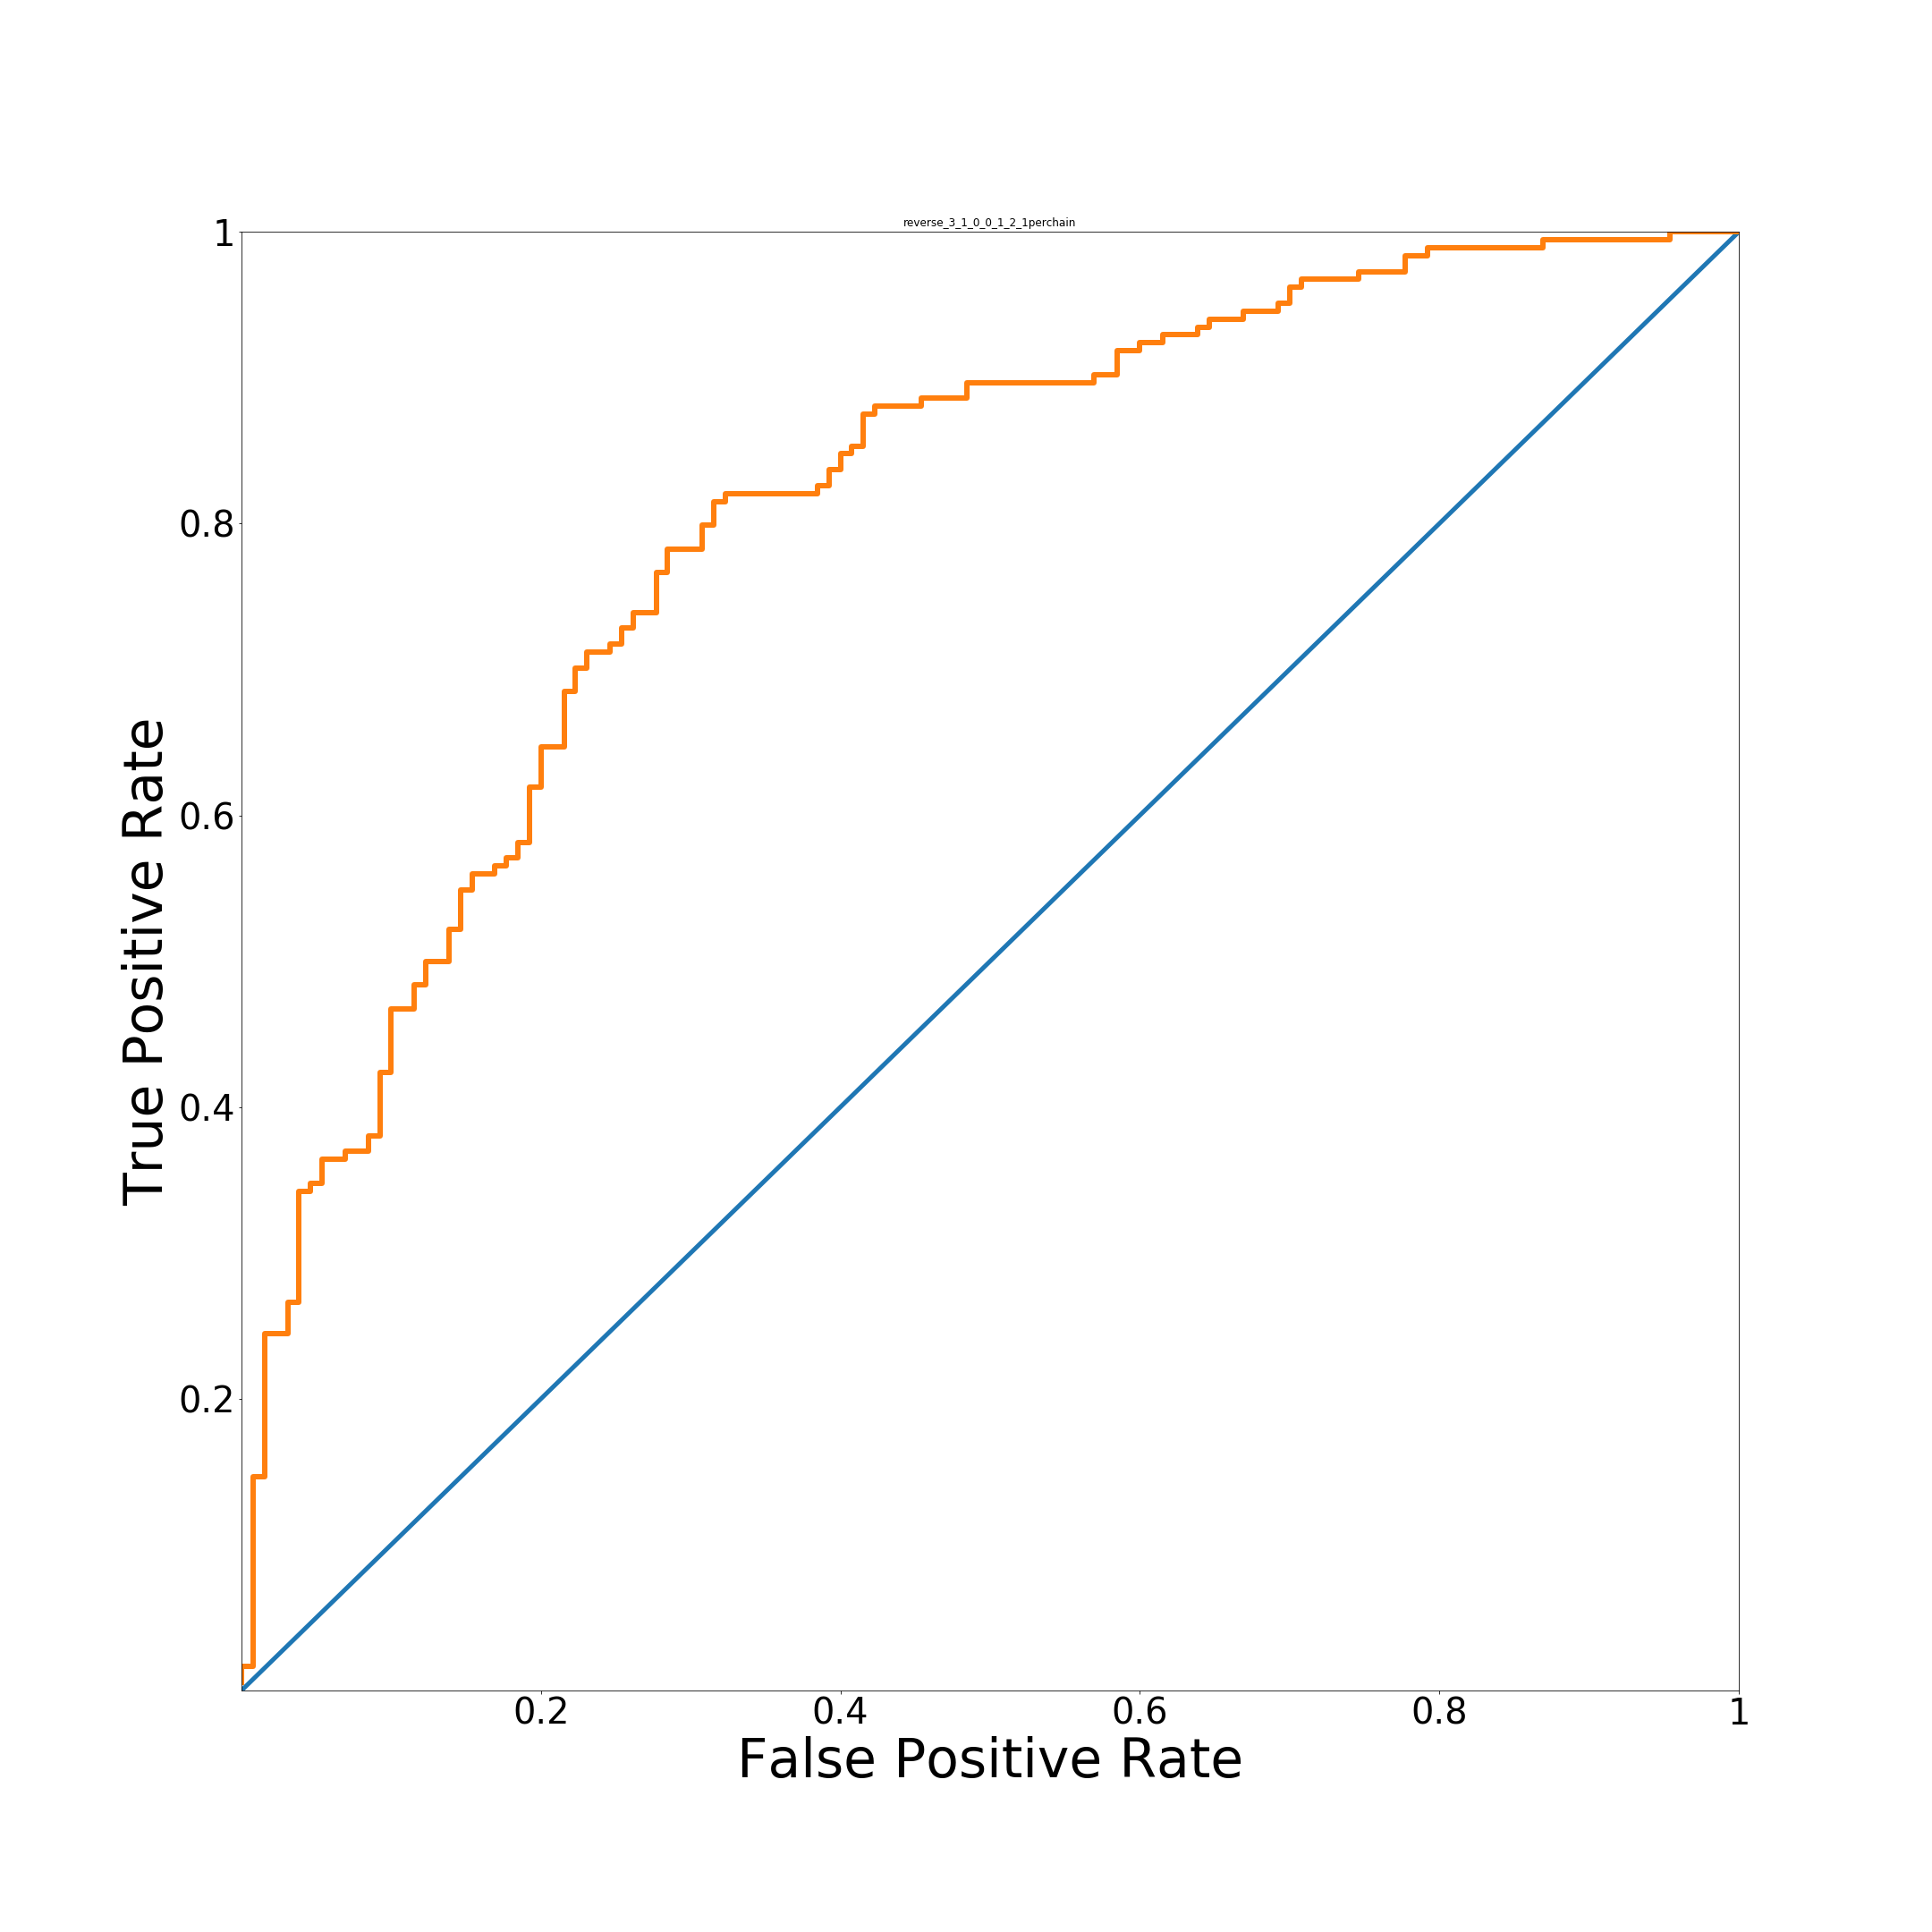 reverse_3_1_0_0_1_2_1perchain
1
0.8
0.6
0.4
0.2
True Positive Rate
0.2 0.4 0.6 0.8 1
False Positive Rate